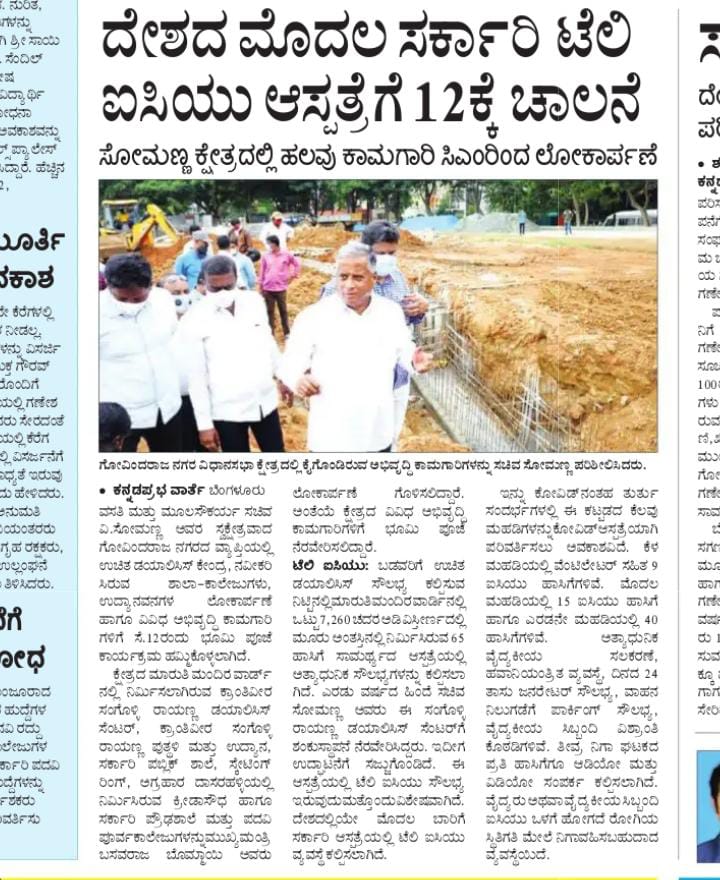 ದೇಶದ ಮೊದಲ ಸರ್ಕಾರಿ ಟೆಲಿ
ಐಸಿಯು ಆಸ್ಪತ್ರೆಗೆ 12ಕ್ಕೆ ಚಾಲನೆ
ಸೋಮಣ್ಣ ಕ್ಷೇತ್ರದಲ್ಲಿ ಹಲವು ಕಾಮಗಾರಿ ಸಿಎಂರಿಂದ ಲೋಕಾರ್ಪಣೆ
ಗೋವಿಂದರಾಜ ನಗರ ವಿಧಾನಸಭಾ ಕ್ಷೇತ್ರದಲ್ಲಿ ಕೈಗೊಂಡಿರುವ ಅಭಿವೃದ್ಧಿ ಕಾಮಗಾರಿಗಳನ್ನು ಸಚಿವ ಸೋಮಣ್ಣ ಪರಿಶೀಲಿಸಿದರು.
• ಕನ್ನಡಪ್ರಭ ವಾರ್ತೆ ಬೆಂಗಳೂರು
ವಸತಿ ಮತ್ತು ಮೂಲಸೌಕರ್ಯ ಸಚಿವ
ವಿ.ಸೋಮಣ್ಣ ಅವರ ಸ್ವಕ್ಷೇತ್ರವಾದ
ಗೋವಿಂದರಾಜ ನಗರದ ವ್ಯಾಪ್ತಿಯಲ್ಲಿ
ಉಚಿತ ಡಯಾಲಿಸಿಸ್ ಕೇಂದ್ರ, ನವೀಕರಿ
ಸಿರುವ ಶಾಲಾ-ಕಾಲೇಜುಗಳು,
ಉದ್ಯಾನವನಗಳ ಲೋಕಾರ್ಪಣೆ
ಹಾಗೂ ವಿವಿಧ ಅಭಿವೃದ್ಧಿ ಕಾಮಗಾರಿ
ಗಳಿಗೆ ಸೆ.12ರಂದು ಭೂಮಿ ಪೂಜೆ
ಕಾರ್ಯಕ್ರಮ ಹಮ್ಮಿಕೊಳ್ಳಲಾಗಿದೆ.
ಕ್ಷೇತ್ರದ ಮಾರುತಿ ಮಂದಿರ ವಾರ್ಡ್
ನಲ್ಲಿ ನಿರ್ಮಿಸಲಾಗಿರುವ ಕ್ರಾಂತಿವೀರ
ಸಂಗೊಳ್ಳಿ ರಾಯಣ್ಣ ಡಯಾಲಿಸಿಸ್
ಸೆಂಟರ್, ಕ್ರಾಂತಿವೀರ ಸಂಗೊಳ್ಳಿ
ರಾಯಣ್ಣ ಪುತ್ಥಳಿ ಮತ್ತು ಉದ್ಯಾನ,
ಸರ್ಕಾರಿ ಪಬ್ಲಿಕ್ ಶಾಲೆ, ಸ್ಕೇಟಿಂಗ್
ರಿಂಗ್, ಅಗ್ರಹಾರ ದಾಸರಹಳ್ಳಿಯಲ್ಲಿ
ನಿರ್ಮಿಸಿರುವ ಕ್ರೀಡಾಸೌಧ ಹಾಗೂ
ಸರ್ಕಾರಿ ಪ್ರೌಢಶಾಲೆ ಮತ್ತು ಪದವಿ
ಪೂರ್ವಕಾಲೇಜುಗಳನ್ನುಮುಖ್ಯಮಂತ್ರಿ
ಬಸವರಾಜ ಬೊಮ್ಮಾಯಿ ಅವರು
ಲೋಕಾರ್ಪಣೆ ಗೊಳಿಸಲಿದ್ದಾರೆ.
ಅಂತೆಯೆ ಕ್ಷೇತ್ರದ ವಿವಿಧ ಅಭಿವೃದ್ಧಿ
ಕಾಮಗಾರಿಗಳಿಗೆ ಭೂಮಿ ಪೂಜೆ
ನೆರವೇರಿಸಲಿದ್ದಾರೆ.
ಟೆಲಿ ಐಸಿಯು: ಬಡವರಿಗೆ ಉಚಿತ
ಡಯಾಲಿಸಿಸ್ ಸೌಲಭ್ಯ ಕಲ್ಪಿಸುವ
ನಿಟ್ಟಿನಲ್ಲಿಮಾರುತಿಮಂದಿರವಾರ್ಡಿನಲ್ಲಿ
ಒಟ್ಟು 7,260 ಚದರ ಅಡಿ ವಿಸ್ತೀರ್ಣದಲ್ಲಿ
ಮೂರು ಅಂತಸ್ತಿನಲ್ಲಿ ನಿರ್ಮಿಸಿರುವ 65
ಹಾಸಿಗೆ ಸಾಮರ್ಥ್ಯದ ಆಸ್ಪತ್ರೆಯಲ್ಲಿ
ಅತ್ಯಾಧುನಿಕ ಸೌಲಭ್ಯಗಳನ್ನು ಕಲ್ಪಿಸಲಾ
ಗಿದೆ. ಎರಡು ವರ್ಷದ ಹಿಂದೆ ಸಚಿವ
ಸೋಮಣ್ಣ ಅವರು ಈ ಸಂಗೊಳ್ಳಿ
ರಾಯಣ್ಣ ಡಯಾಲಿಸಿಸ್ ಸೆಂಟರ್‌ಗೆ
ಶಂಕುಸ್ಥಾಪನೆ ನೆರವೇರಿಸಿದ್ದರು. ಇದೀಗ
ಉದ್ಘಾಟನೆಗೆ ಸಜ್ಜುಗೊಂಡಿದೆ. ಈ
ಆಸ್ಪತ್ರೆಯಲ್ಲಿ ಟೆಲಿ ಐಸಿಯು ಸೌಲಭ್ಯ
ಇರುವುದುಮತ್ತೊಂದುವಿಶೇಷವಾಗಿದೆ.
ದೇಶದಲ್ಲಿಯೇ ಮೊದಲ ಬಾರಿಗೆ
ಸರ್ಕಾರಿ ಆಸ್ಪತ್ರೆಯಲ್ಲಿ ಟೆಲಿ ಐಸಿಯು
ವ್ಯವಸ್ಥೆ ಕಲ್ಪಿಸಲಾಗಿದೆ.
ಇನ್ನು ಕೋವಿಡ್‌ನಂತಹ ತುರ್ತು
ಸಂದರ್ಭಗಳಲ್ಲಿ ಈ ಕಟ್ಟಡದ ಕೆಲವು
ಮಹಡಿಗಳನ್ನು ಕೋವಿಡ್ ಆಸ್ಪತ್ರೆಯಾಗಿ
ಪರಿವರ್ತಿಸಲು ಅವಕಾಶವಿದೆ. ಕೆಳ
ಮಹಡಿಯಲ್ಲಿ ವೆಂಟಿಲೇಟರ್ ಸಹಿತ 9
ಐಸಿಯು ಹಾಸಿಗೆಗಳಿವೆ. ಮೊದಲ
ಮಹಡಿಯಲ್ಲಿ 15 ಐಸಿಯು ಹಾಸಿಗೆ
ಹಾಗೂ ಎರಡನೇ ಮಹಡಿಯಲ್ಲಿ 40
ಹಾಸಿಗೆಗಳಿವೆ. ಅತ್ಯಾಧುನಿಕ
ವೈದ್ಯಕೀಯ ಸಲಕರಣೆ,
ಹವಾನಿಯಂತ್ರಿತ ವ್ಯವಸ್ಥೆ, ದಿನದ 24
ತಾಸು ಜನರೇಟರ್ ಸೌಲಭ್ಯ, ವಾಹನ
ನಿಲುಗಡೆಗೆ ಪಾರ್ಕಿಂಗ್ ಸೌಲಭ್ಯ,
ವೈದ್ಯಕೀಯ ಸಿಬ್ಬಂದಿ ವಿಶ್ರಾಂತಿ
ಕೊಠಡಿಗಳಿವೆ. ತೀವ್ರ ನಿಗಾ ಘಟಕದ
ಪ್ರತಿ ಹಾಸಿಗೆಗೂ ಆಡಿಯೋ ಮತ್ತು
ವಿಡಿಯೋ ಸಂಪರ್ಕ ಕಲ್ಪಿಸಲಾಗಿದೆ.
ವೈದ್ಯರು ಅಥವಾ ವೈದ್ಯಕೀಯ ಸಿಬ್ಬಂದಿ
ಐಸಿಯು ಒಳಗೆ ಹೋಗದೆ ರೋಗಿಯ
ಸ್ಥಿತಿಗತಿ ಮೇಲೆ ನಿಗಾವಹಿಸಬಹುದಾದ
ವ್ಯವಸ್ಥೆಯಿದೆ.